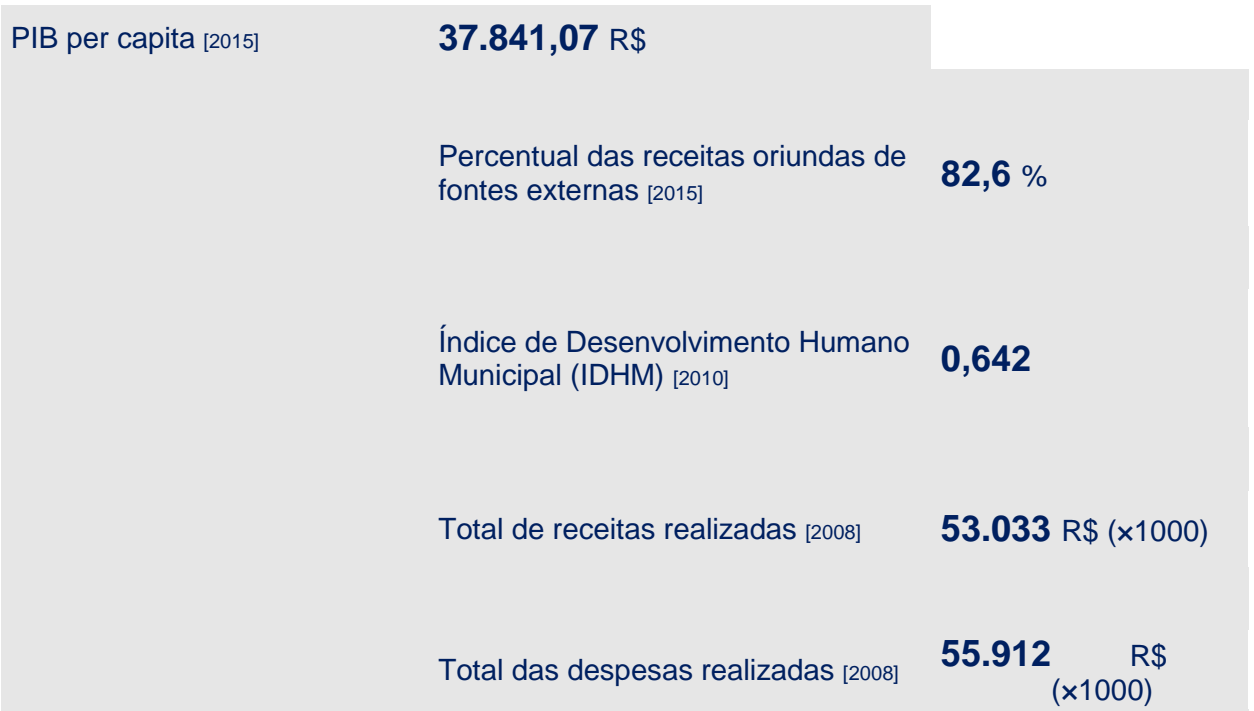 PIB per capita [2015] 37.841,07 R$
Percentual das receitas oriundas de
fontes externas [2015]
82,6 %
Índice de Desenvolvimento Humano
Municipal (IDHM) [2010]
0,642
Total de receitas realizadas [2008] 53.033 R$ (×1000)
Total das despesas realizadas [2008]
55.912 R$
(×1000)